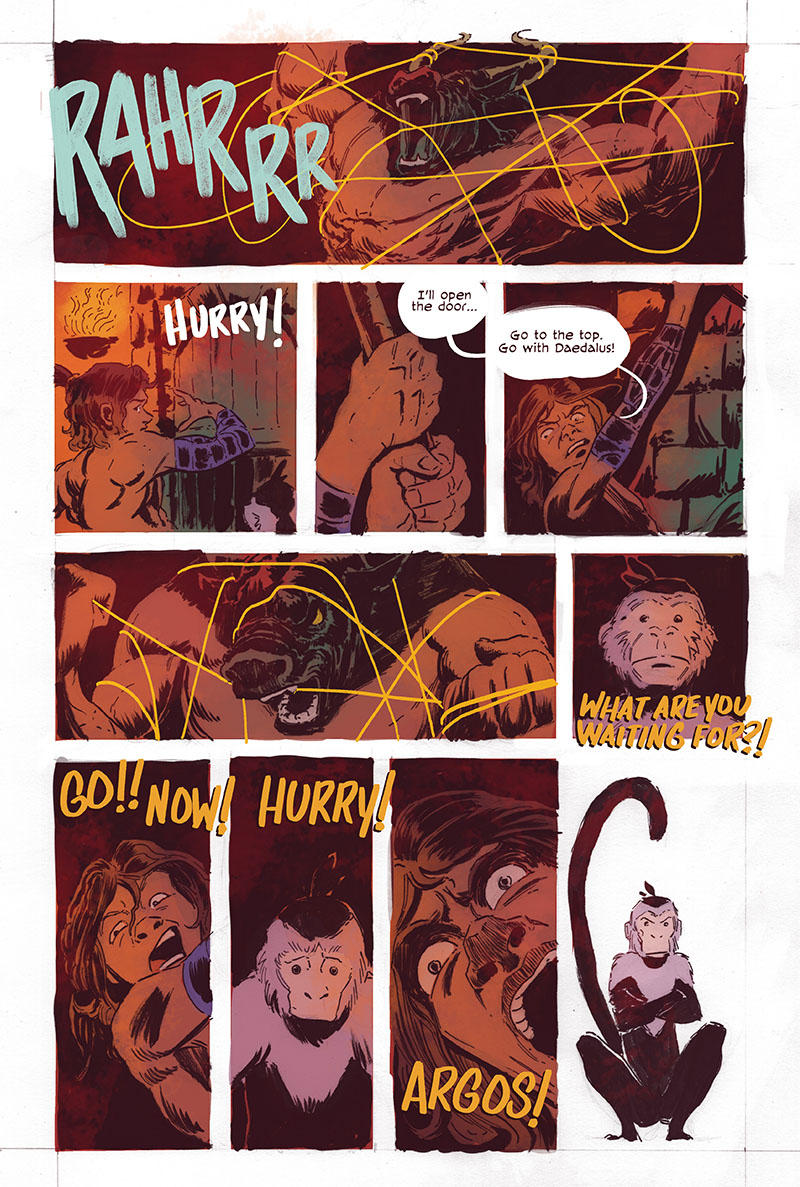 RAHRRR
HURRY!
I'll open
the door...
Go to the top.
Go with Daedalus!
WHAT ARE YOU
WAITING FOR?!
GO!! NOW!
HURRY!
ARGOS!